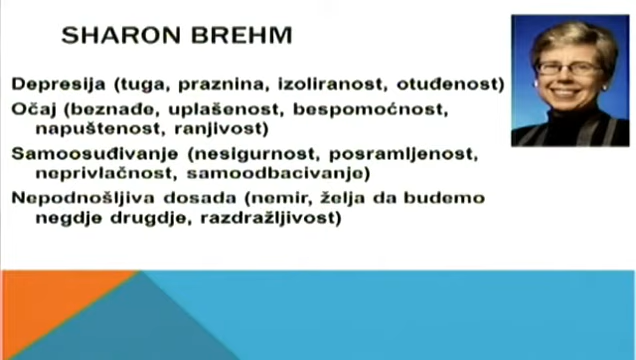 SHARON BREHM
Depresija (tuga, praznina, izoliranost, otuđenost)
Očaj (beznađe, uplašenost, bespomoćnost,
napuštenost, ranjivost)
Samoosuđivanje (nesigurnost, posramljenost,
neprivlačnost, samoodbacivanje)
Nepodnošljiva dosada (nemir, želja da budemo
negdje drugdje, razdražljivost)